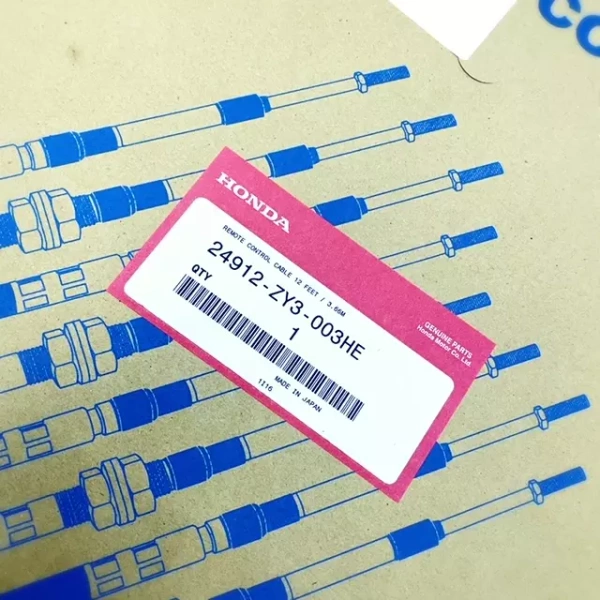 CO
HONDA
REMOTE CONTROL CABLE 12 FEET / 3.66M
24912-ZY3-003HE
QTY
1
MADE IN JAPAN
1116
GENUINE PARTS
Honda Motor Co. Ltd.